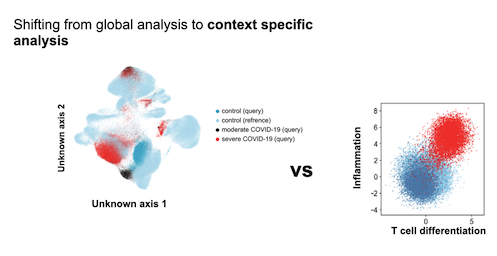 Shifting from global analysis to context specific
analysis
Unknown axis 2
control (query)
control (refrence)
moderate COVID-19 (query)
severe COVID-19 (query)
Unknown axis 1
vs
Inflammation
8
6
4
2
0
−2
−4
0
5
T cell differentiation